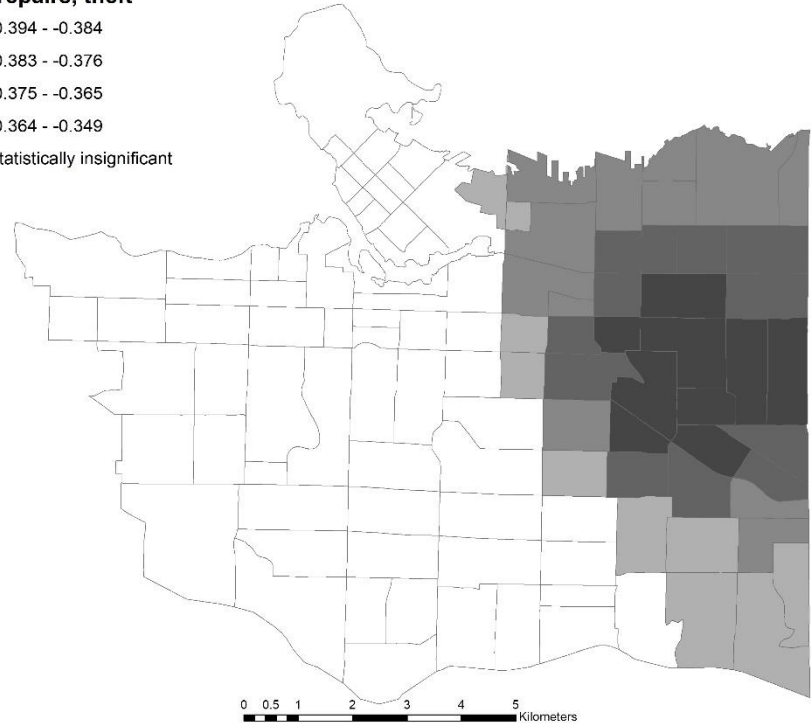 repairs, theft
0.394 - -0.384
0.383 - -0.376
0.375 - -0.365
0.364 - -0.349
tatistically insignificant
0 0.5 1 2 3 4 5
Kilometers